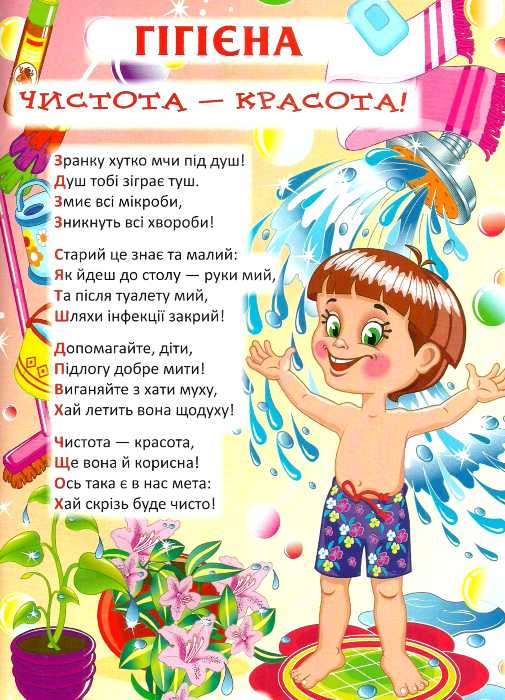 ГІГІЄНА
ЧИСТОТА — КРАСОТА!
Зранку хутко мчи під душ!
Душ тобі зіграє туш.
Змиє всі мікроби,
Зникнуть всі хвороби!
Старий це знає та малий:
Як йдеш до столу — руки мий,
Та після туалету мий,
Шляхи інфекції закрий!
Допомагайте, діти,
Підлогу добре мити!
Виганяйте з хати муху,
Хай летить вона щодуху!
Чистота — красота,
Ще вона й корисна!
Ось така є в нас мета:
Хай скрізь буде чисто!